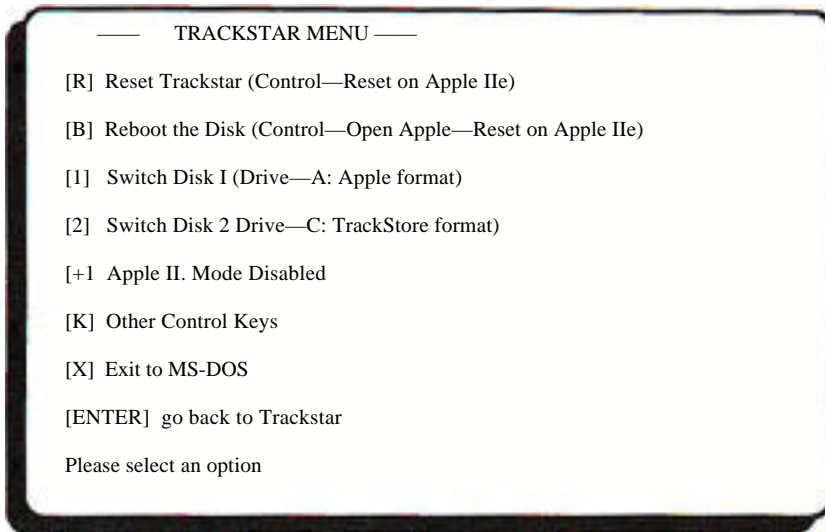 —— TRACKSTAR MENU ——
[R] Reset Trackstar (Control—Reset on Apple IIe)
[B] Reboot the Disk (Control—Open Apple—Reset on Apple IIe)
[1] Switch Disk I (Drive—A: Apple format)
[2] Switch Disk 2 Drive—C: TrackStore format)
[+1 Apple II. Mode Disabled
[K] Other Control Keys
[X] Exit to MS-DOS
[ENTER] go back to Trackstar
Please select an option